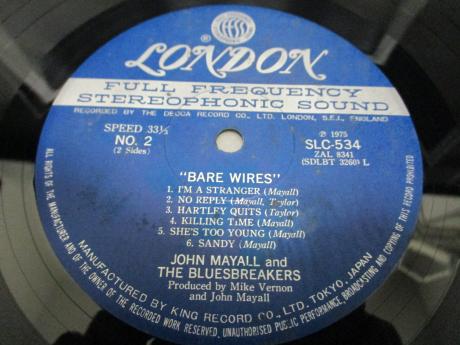 LONDON
ffss
FULL FREQUENCY
STEREOPHONIC SOUND
RECORDED BY THE DECCA RECORD CO., LTD. LONDON, S.E.I., ENGLAND
SPEED 33⅓
NO. 2
(2 Sides)
Ⓟ 1975
SLC-534
ZAL 8341
(SDLBT 3260) L
"BARE WIRES"
1. I'M A STRANGER (Mayall)
2. NO REPLY (Mayall, Taylor)
3. HARTLEY QUITS (Taylor)
4. KILLING TiME (Mayall)
5. SHE'S TOO YOUNG (Mayall)
6. SANDY (Mayall)
JOHN MAYALL and
THE BLUESBREAKERS
Produced by Mike Vernon
and John Mayall
MANUFACTURED BY KING RECORD CO., LTD, TOKYO, JAPAN
ALL RIGHTS OF THE MANUFACTURER AND OF THE OWNER OF THE RECORDED WORK RESERVED. UNAUTHORISED PUBLIC PERFORMANCE BROADCASTING AND COPYING OF THIS RECORD PROHIBITED